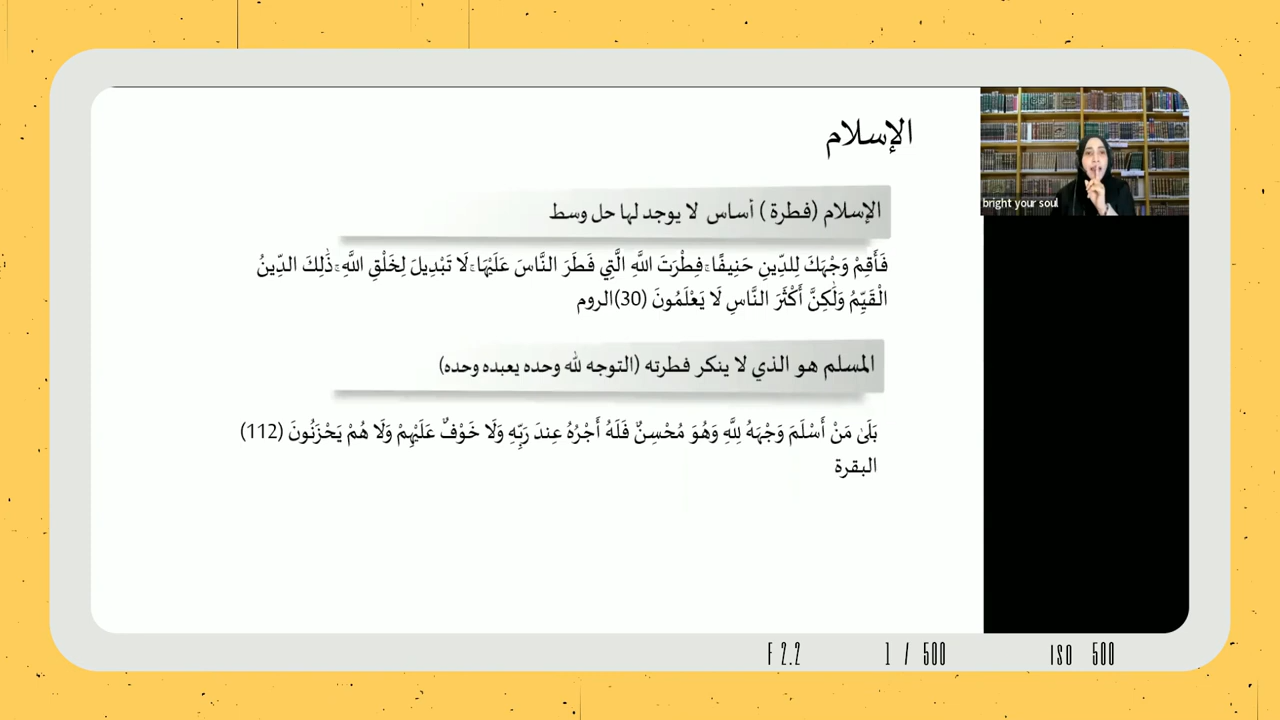 الإسلام
الإسلام (فطرة ) أساس لا يوجد لها حل وسط
فَأَقِمْ وَجْهَكَ لِلدِّينِ حَنِيفًا ۚ فِطْرَتَ اللَّهِ الَّتِي فَطَرَ النَّاسَ عَلَيْهَا ۚ لَا تَبْدِيلَ لِخَلْقِ اللَّهِ ۚ ذَٰلِكَ الدِّينُ
الْقَيِّمُ وَلَٰكِنَّ أَكْثَرَ النَّاسِ لَا يَعْلَمُونَ (30)الروم
المسلم هو الذي لا ينكر فطرته (التوجه لله وحده يعبده وحده)
بَلَىٰ مَنْ أَسْلَمَ وَجْهَهُ لِلَّهِ وَهُوَ مُحْسِنٌ فَلَهُ أَجْرُهُ عِندَ رَبِّهِ وَلَا خَوْفٌ عَلَيْهِمْ وَلَا هُمْ يَحْزَنُونَ (112)
البقرة
bright your soul
F 2.2 1 / 500 ISO 500